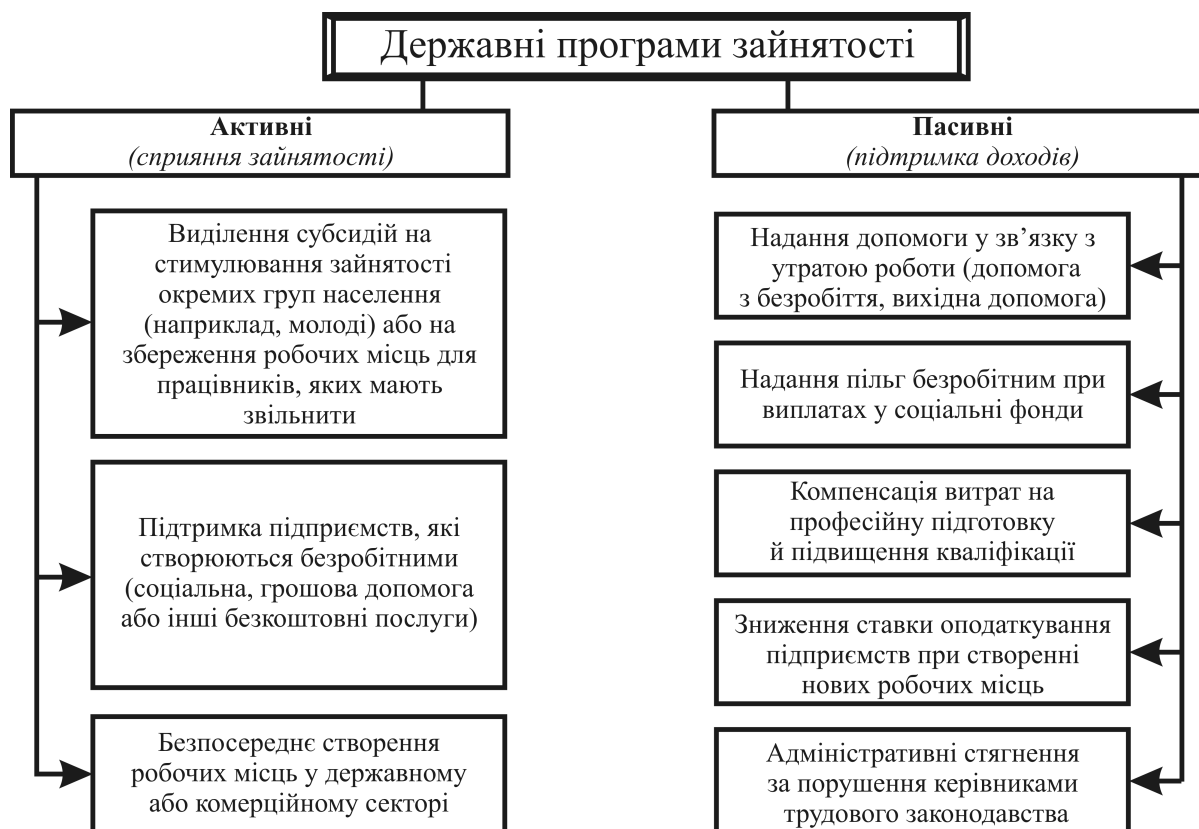 Державні програми зайнятості
Активні
(сприяння зайнятості)
Виділення субсидій на
стимулювання зайнятості
окремих груп населення
(наприклад, молоді) або на
збереження робочих місць для
працівників, яких мають
звільнити
Підтримка підприємств, які
створюються безробітними
(соціальна, грошова допомога
або інші безкоштовні послуги)
Безпосереднє створення
робочих місць у державному
або комерційному секторі
Пасивні
(підтримка доходів)
Надання допомоги у зв’язку з
утратою роботи (допомога
з безробіття, вихідна допомога)
Надання пільг безробітним при
виплатах у соціальні фонди
Компенсація витрат на
професійну підготовку
й підвищення кваліфікації
Зниження ставки оподаткування
підприємств при створенні
нових робочих місць
Адміністративні стягнення
за порушення керівниками
трудового законодавства